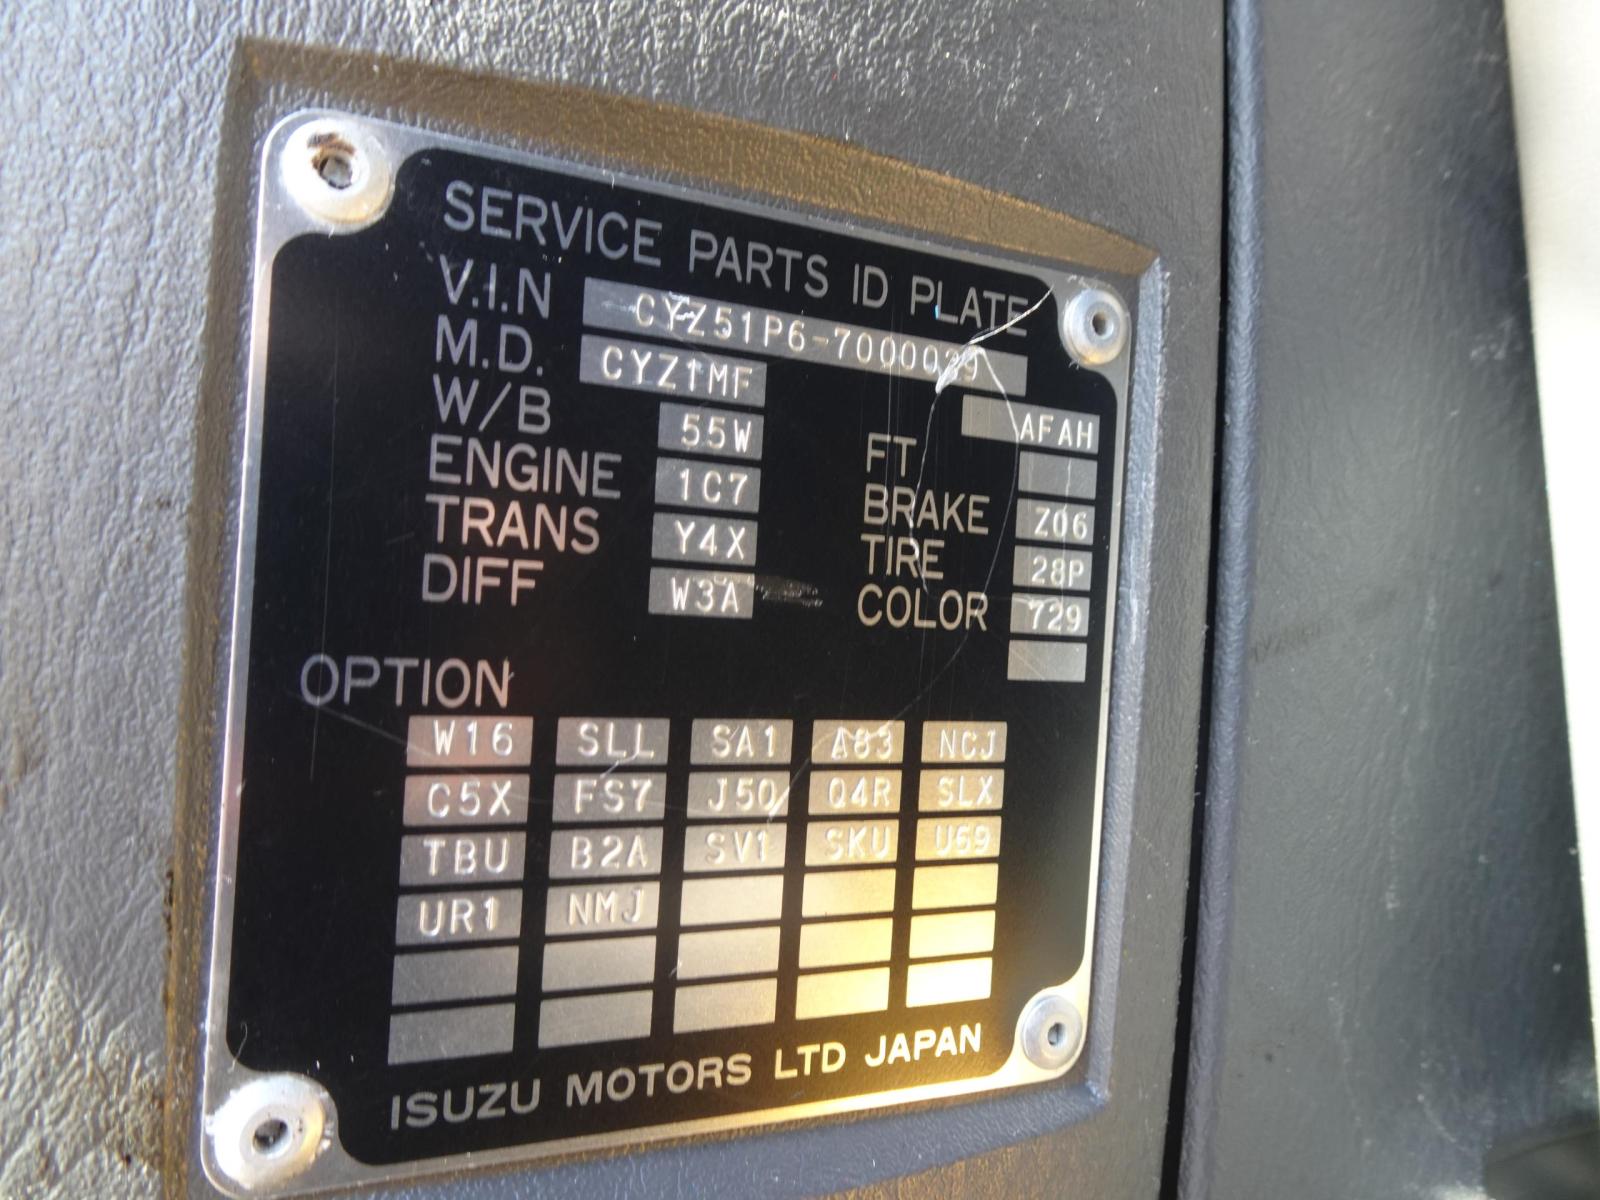 SERVICE PARTS ID PLATE
V.I.N CYZ51P6-7000039
M.D. CYZ1MF AFAH
W/B 55W FT
ENGINE 1C7 BRAKE Z06
TRANS Y4X TIRE 28P
DIFF W3A COLOR 729
OPTION
W16 SLL SA1 A83 NCJ
C5X FS7 J50 Q4R SLX
TBU B2A SV1 SKU U69
UR1 NMJ
ISUZU MOTORS LTD JAPAN